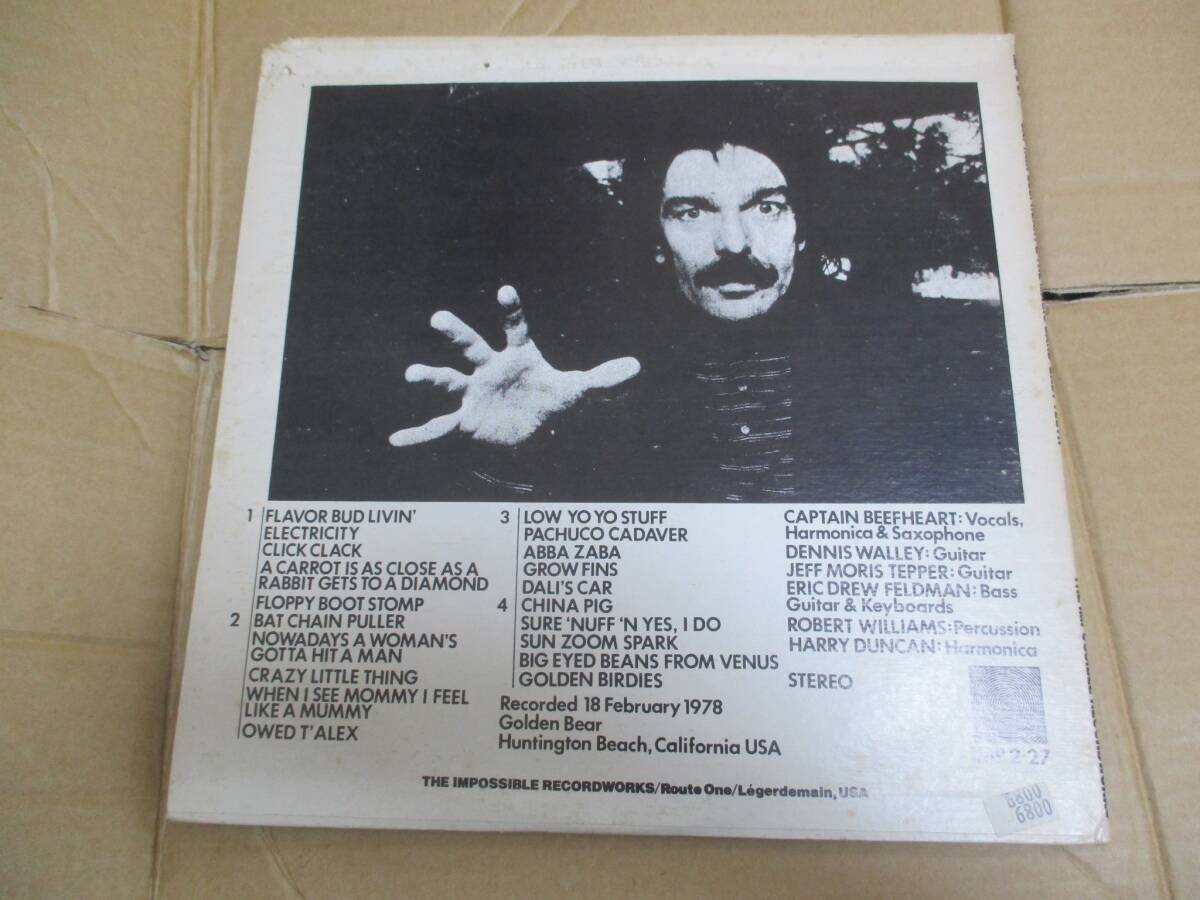 1 FLAVOR BUD LIVIN'
ELECTRICITY
CLICK CLACK
A CARROT IS AS CLOSE AS A
RABBIT GETS TO A DIAMOND
FLOPPY BOOT STOMP
2 BAT CHAIN PULLER
NOWADAYS A WOMAN'S
GOTTA HIT A MAN
CRAZY LITTLE THING
WHEN I SEE MOMMY I FEEL
LIKE A MUMMY
OWED T'ALEX
3 LOW YO YO STUFF
PACHUCO CADAVER
ABBA ZABA
GROW FINS
DALI'S CAR
4 CHINA PIG
SURE 'NUFF 'N YES, I DO
SUN ZOOM SPARK
BIG EYED BEANS FROM VENUS
GOLDEN BIRDIES
Recorded 18 February 1978
Golden Bear
Huntington Beach, California USA
CAPTAIN BEEFHEART: Vocals,
Harmonica & Saxophone
DENNIS WALLEY: Guitar
JEFF MORIS TEPPER: Guitar
ERIC DREW FELDMAN: Bass
Guitar & Keyboards
ROBERT WILLIAMS: Percussion
HARRY DUNCAN: Harmonica
STEREO
2-27
THE IMPOSSIBLE RECORDWORKS/Route One/Légerdemain, USA
6800
6800